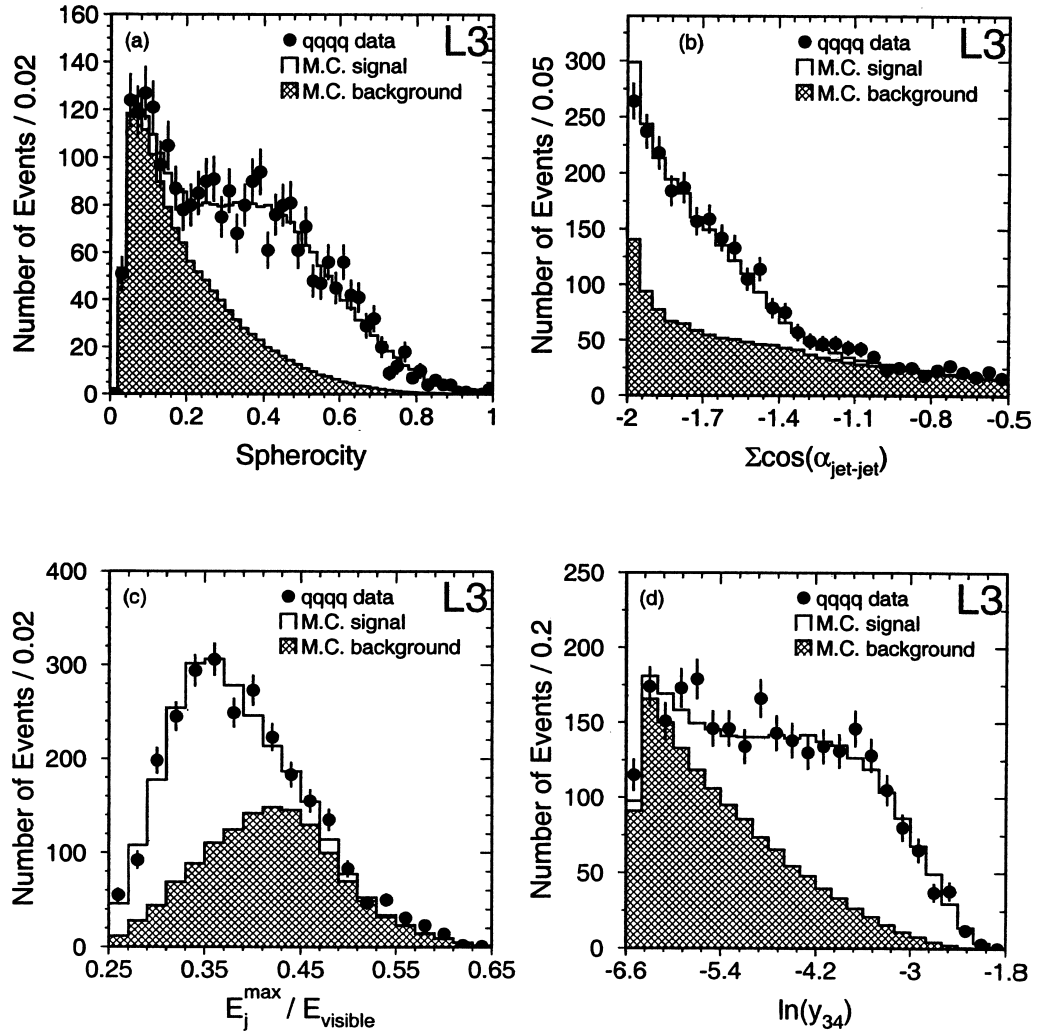 (a)
qqqq data
M.C. signal
M.C. background
L3
Number of Events / 0.02
160
140
120
100
80
60
40
20
0
0 0.2 0.4 0.6 0.8 1
Spherocity
(b)
qqqq data
M.C. signal
M.C. background
L3
Number of Events / 0.05
300
250
200
150
100
50
0
-2 -1.7 -1.4 -1.1 -0.8 -0.5
Σcos(α_jet-jet)
(c)
qqqq data
M.C. signal
M.C. background
L3
Number of Events / 0.02
400
300
200
100
0
0.25 0.35 0.45 0.55 0.65
E_j^max / E_visible
(d)
qqqq data
M.C. signal
M.C. background
L3
Number of Events / 0.2
250
200
150
100
50
0
-6.6 -5.4 -4.2 -3 -1.8
ln(y_34)